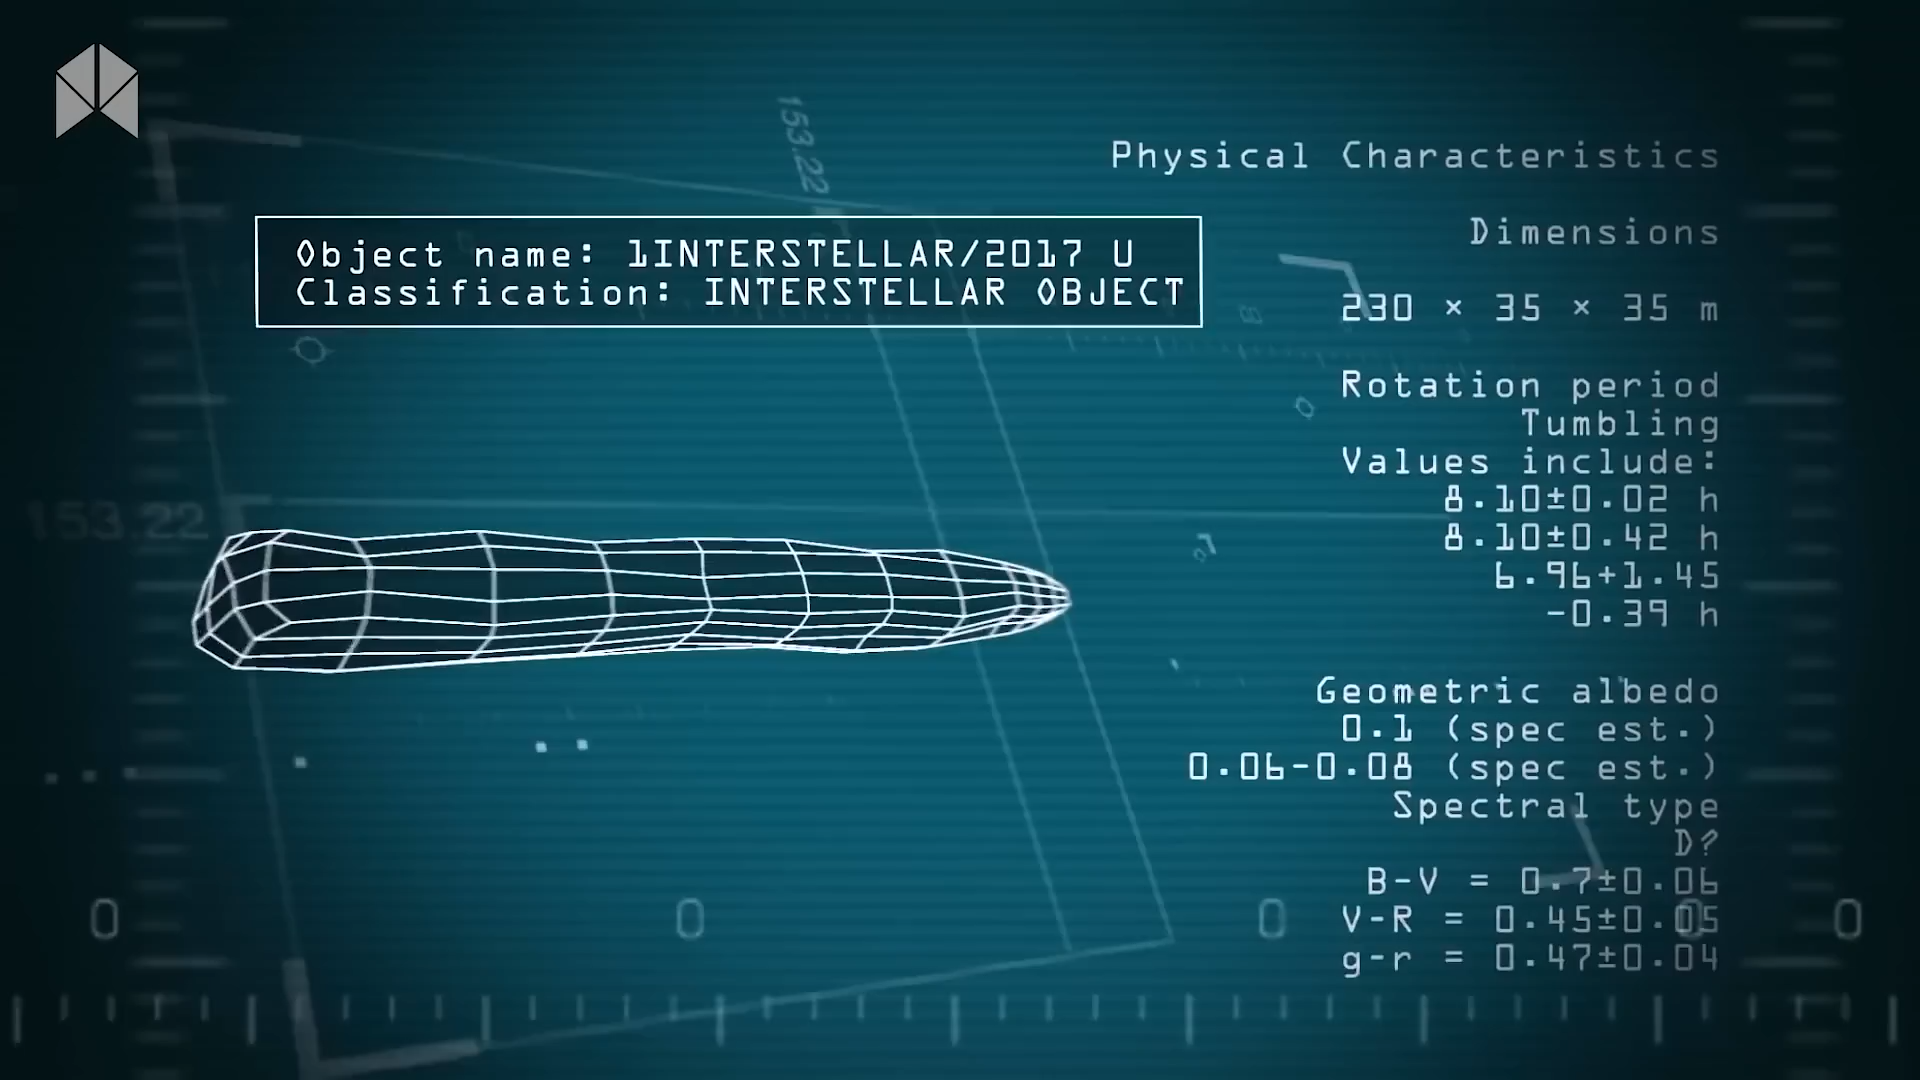 153.22
Physical Characteristics
Object name: 1INTERSTELLAR/2017 U
Classification: INTERSTELLAR OBJECT
Dimensions
230 × 35 × 35 m
Rotation period
Tumbling
Values include:
8.10±0.02 h
8.10±0.42 h
6.96+1.45
-0.39 h
153.22
Geometric albedo
0.1 (spec est.)
0.06-0.08 (spec est.)
Spectral type
D?
B-V = 0.7±0.06
V-R = 0.45±0.05
g-r = 0.47±0.04
0 0 0 0 0